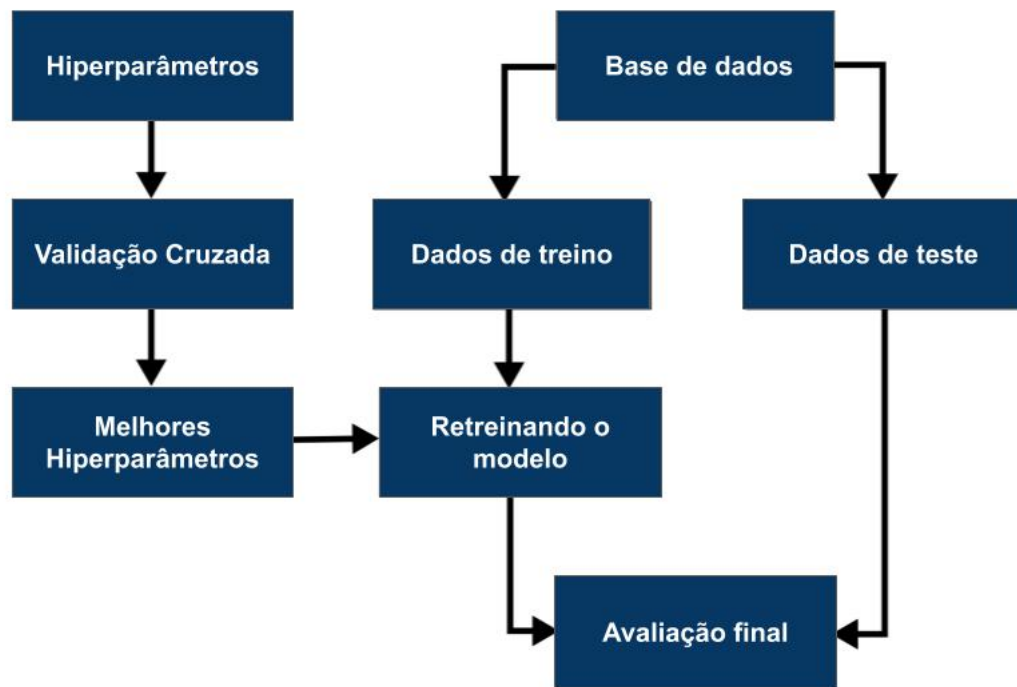 Hiperparâmetros
Base de dados
Validação Cruzada
Dados de treino
Dados de teste
Melhores
Hiperparâmetros
Retreinando o
modelo
Avaliação final